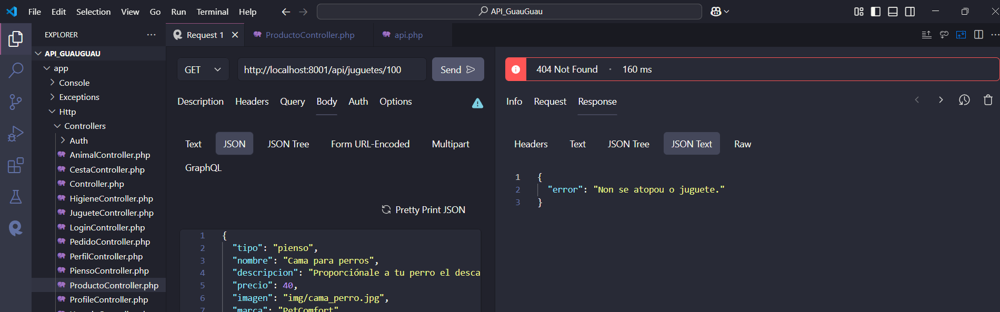 File Edit Selection View Go Run Terminal Help
API_GuauGuau
EXPLORER
API_GUAUGUAU
app
Console
Exceptions
Http
Controllers
Auth
AnimalController.php
CestaController.php
Controller.php
HigieneController.php
JugueteController.php
LoginController.php
PedidoController.php
PerfilController.php
PiensoController.php
ProductoController.php
ProfileController.php
Request 1 ProductoController.php api.php
GET http://localhost:8001/api/juguetes/100 Send
Description Headers Query Body Auth Options
Text JSON JSON Tree Form URL-Encoded Multipart
GraphQL
Pretty Print JSON
1 {
2 "tipo": "pienso",
3 "nombre": "Cama para perros",
4 "descripcion": "Proporciónale a tu perro el desca
5 "precio": 40,
6 "imagen": "img/cama_perro.jpg",
7 "marca": "PetComfort"
404 Not Found · 160 ms
Info Request Response
Headers Text JSON Tree JSON Text Raw
1 {
2 "error": "Non se atopou o juguete."
3 }